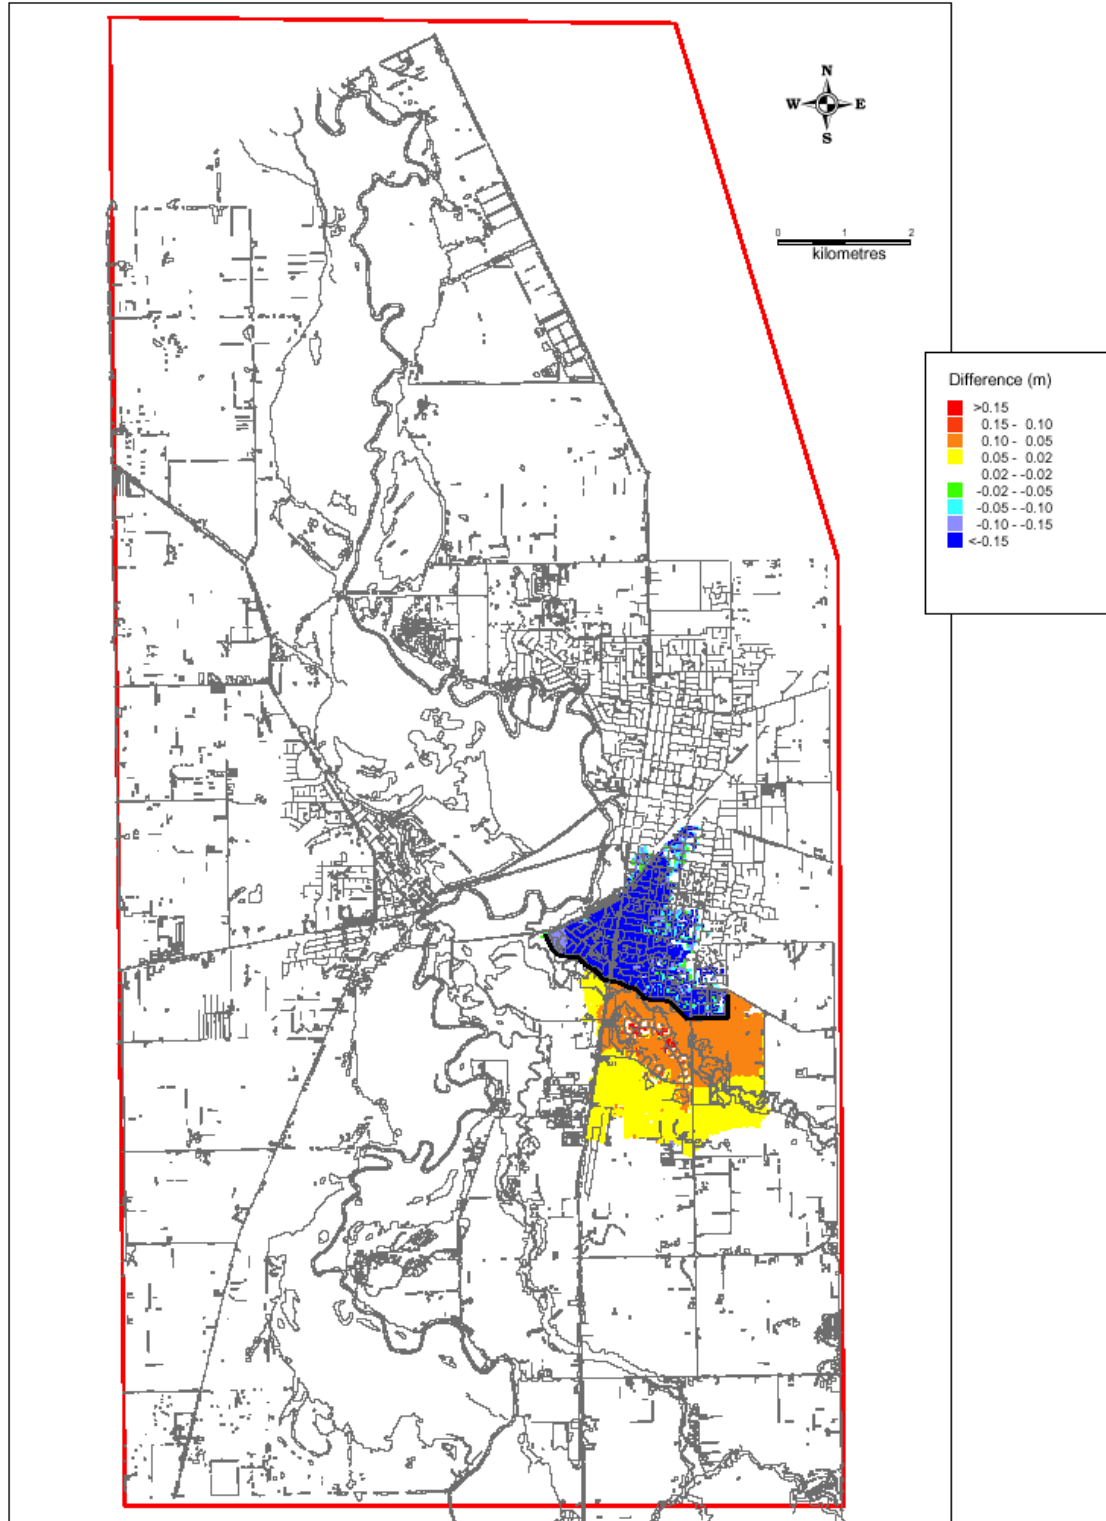 N
W E
S
0 1 2
kilometres
Difference (m)
>0.15
0.15 - 0.10
0.10 - 0.05
0.05 - 0.02
0.02 - -0.02
-0.02 - -0.05
-0.05 - -0.10
-0.10 - -0.15
<-0.15